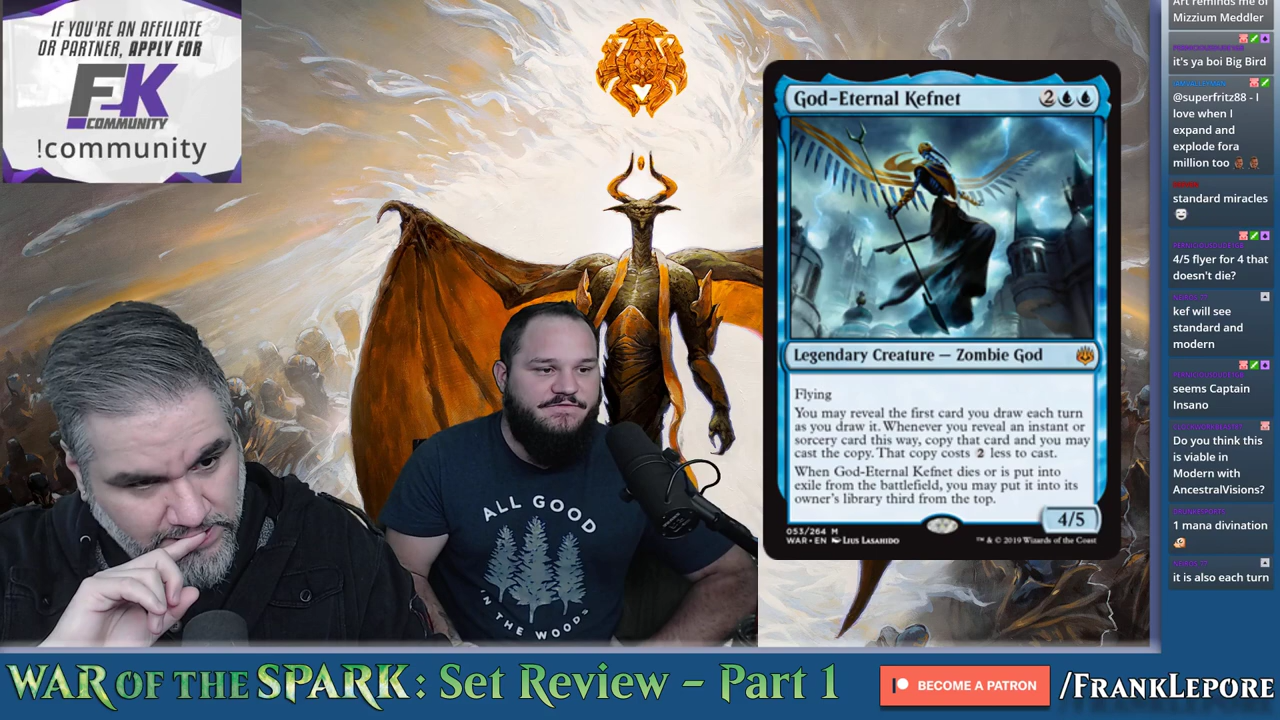 IF YOU'RE AN AFFILIATE
OR PARTNER, APPLY FOR
FK
COMMUNITY
!community
God-Eternal Kefnet
2
Legendary Creature — Zombie God
Flying
You may reveal the first card you draw each turn
as you draw it. Whenever you reveal an instant or
sorcery card this way, copy that card and you may
cast the copy. That copy costs 2 less to cast.
When God-Eternal Kefnet dies or is put into
exile from the battlefield, you may put it into its
owner's library third from the top.
4/5
053/264 M
WAR • EN Lius Lasahido
™ & © 2019 Wizards of the Coast
ALL GOOD
IN THE WOODS
Art reminds me of
Mizzium Meddler
it's ya boi Big Bird
@superfritz88 - I
love when I
expand and
explode fora
million too
standard miracles
4/5 flyer for 4 that
doesn't die?
kef will see
standard and
modern
seems Captain
Insano
Do you think this
is viable in
Modern with
AncestralVisions?
1 mana divination
it is also each turn
WAR OF THE SPARK: Set Review - Part 1
BECOME A PATRON
/FrankLepore